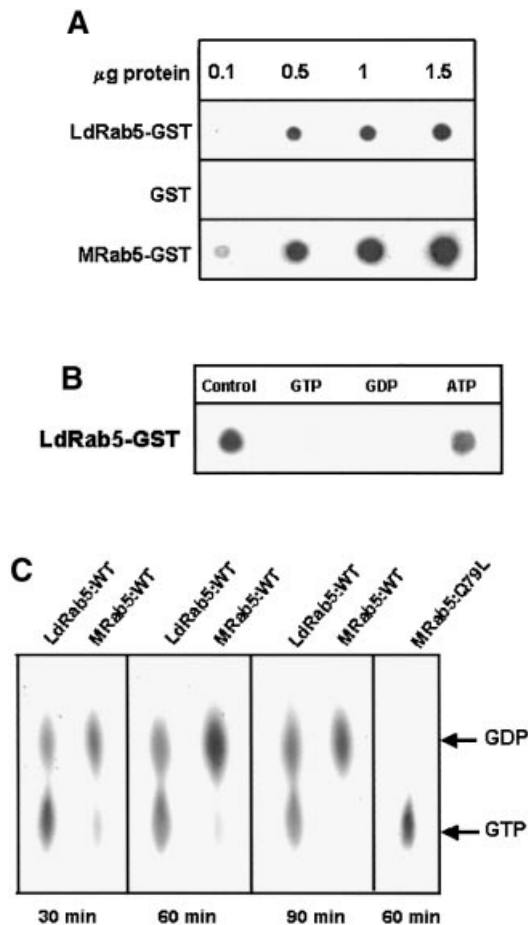 A
μg protein 0.1 0.5 1 1.5
LdRab5-GST
GST
MRab5-GST
B
Control GTP GDP ATP
LdRab5-GST
C
LdRab5:WT MRab5:WT LdRab5:WT MRab5:WT LdRab5:WT MRab5:WT MRab5:Q79L
GDP
GTP
30 min 60 min 90 min 60 min